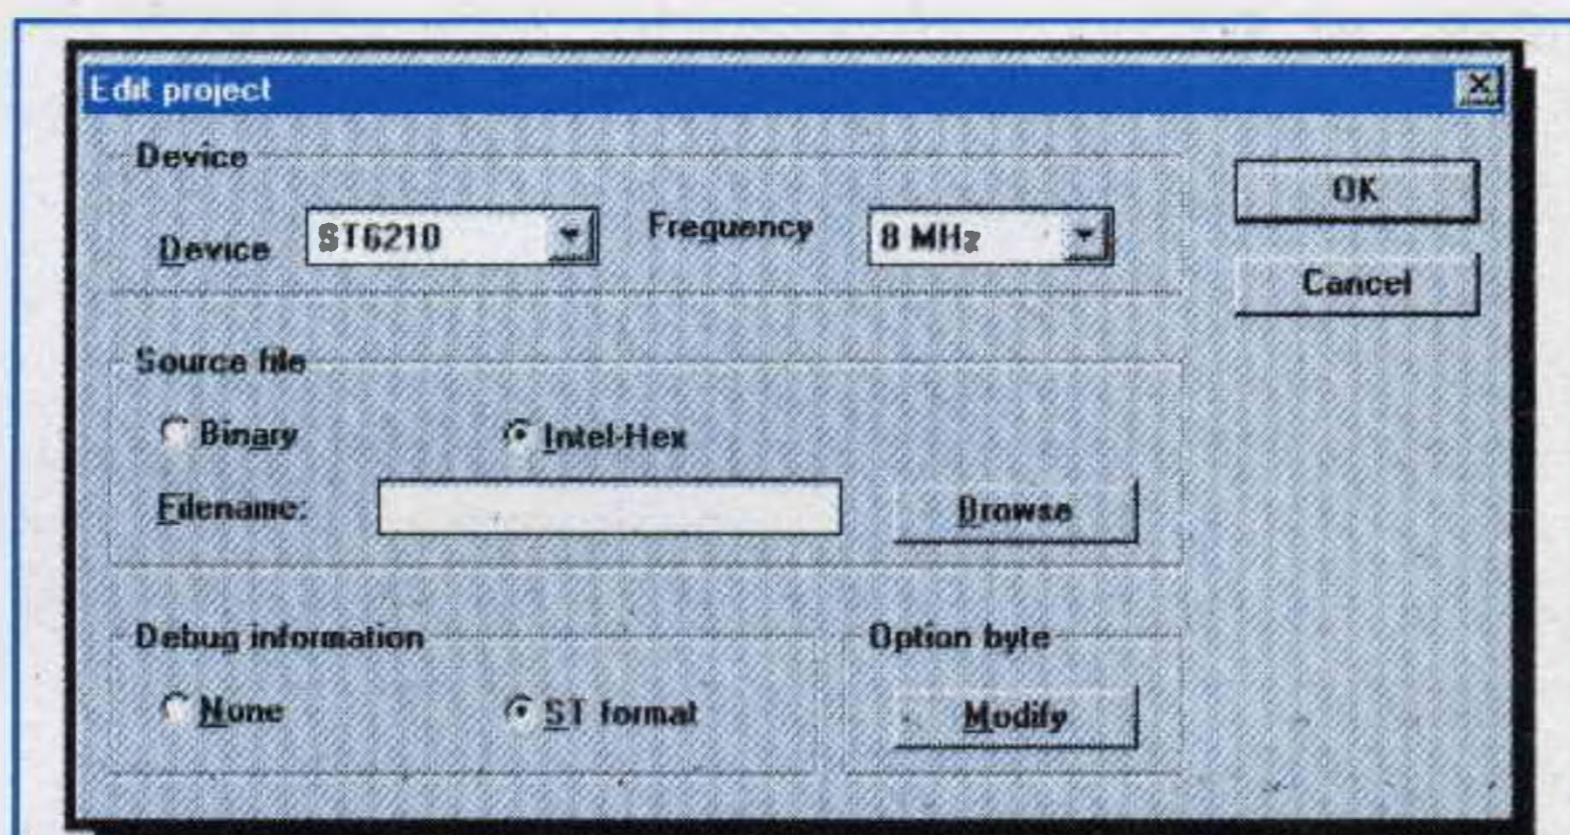 Edit project
Device
OK
Device ST6210 Frequency 8 MHz
Cancel
Source file
Binary Intel-Hex
Filename: Browse
Debug information Option byte
None ST format Modify